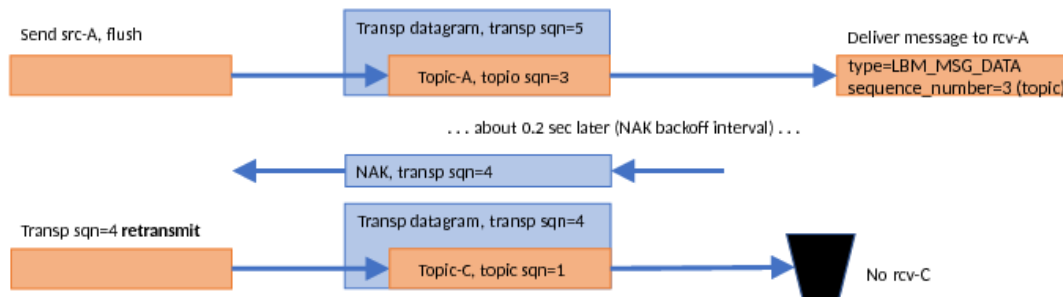 Send src-A, flush
Transp datagram, transp sqn=5
Topic-A, topio sqn=3
Deliver message to rcv-A
type=LBM_MSG_DATA
sequence_number=3 (topic)
. . . about 0.2 sec later (NAK backoff interval) . . .
NAK, transp sqn=4
Transp sqn=4 retransmit
Transp datagram, transp sqn=4
Topic-C, topic sqn=1
No rcv-C